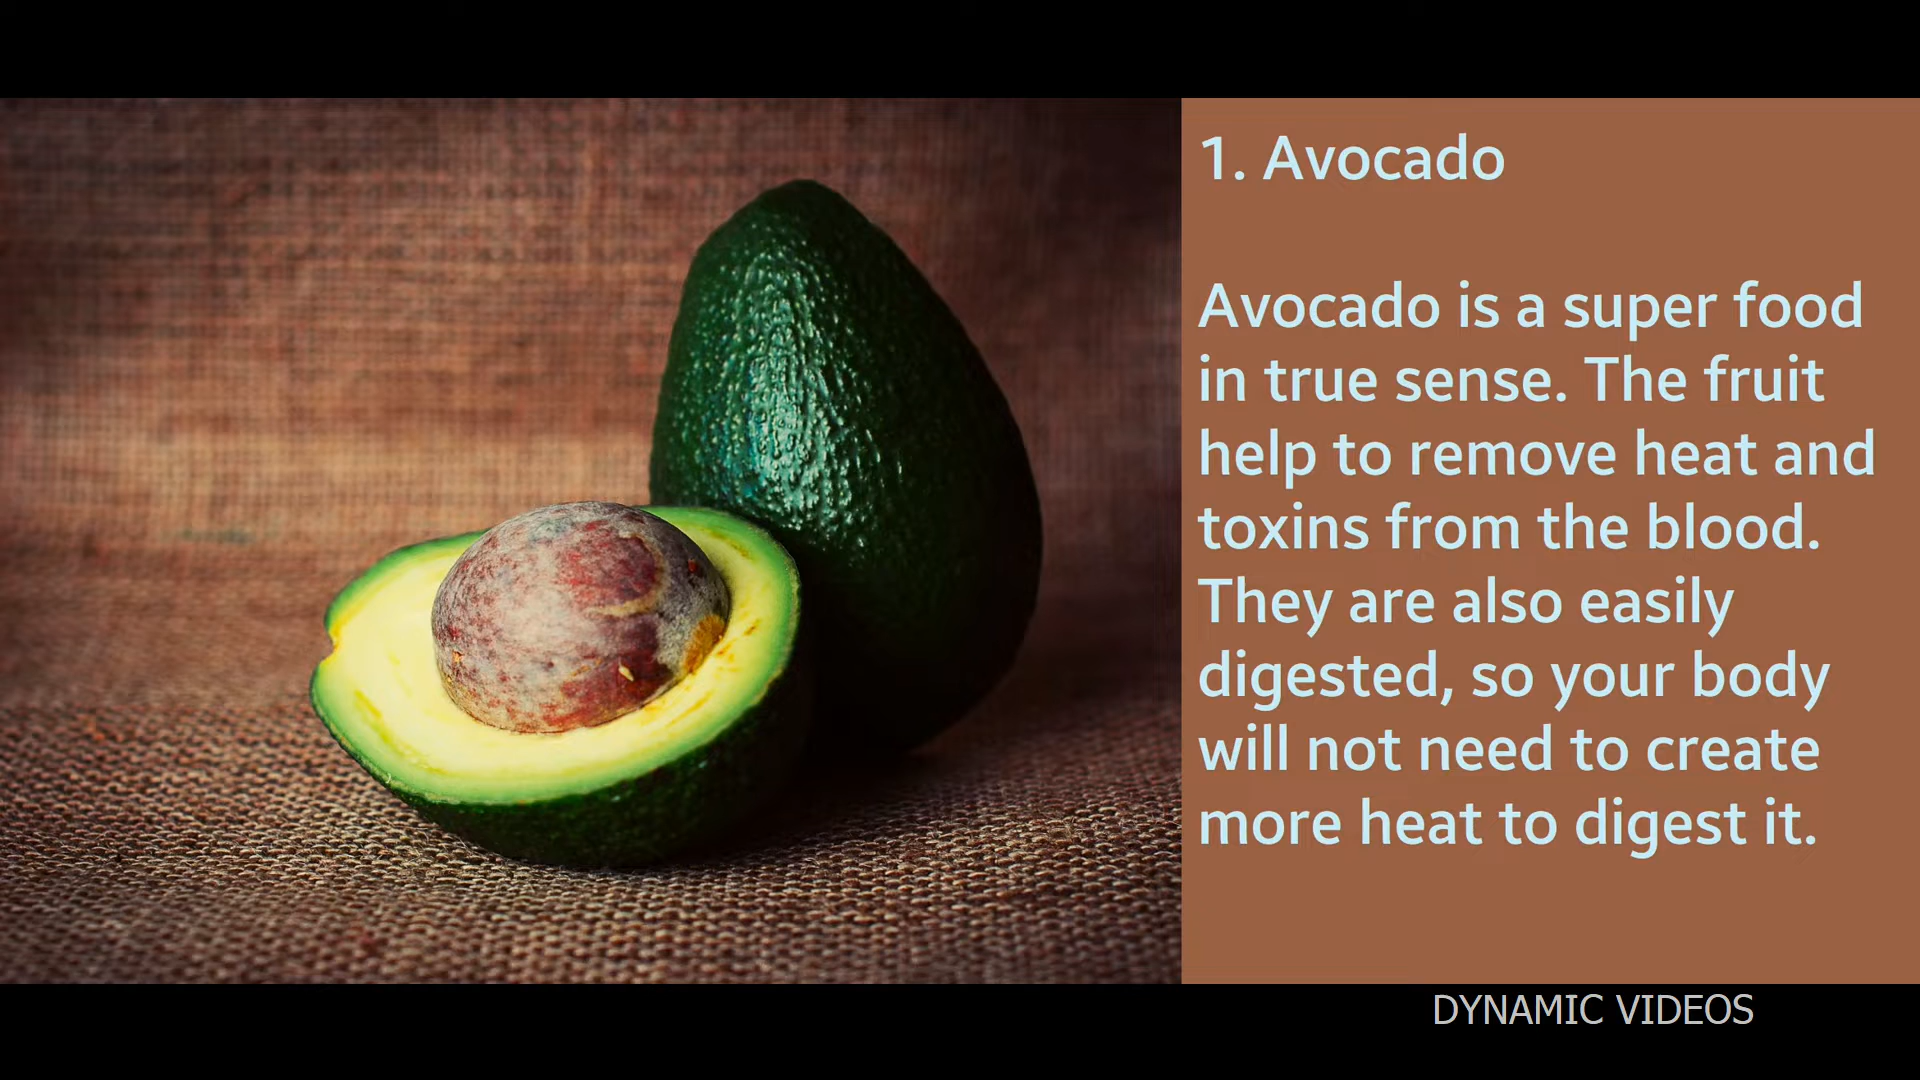 1. Avocado
Avocado is a super food
in true sense. The fruit
help to remove heat and
toxins from the blood.
They are also easily
digested, so your body
will not need to create
more heat to digest it.
DYNAMIC VIDEOS